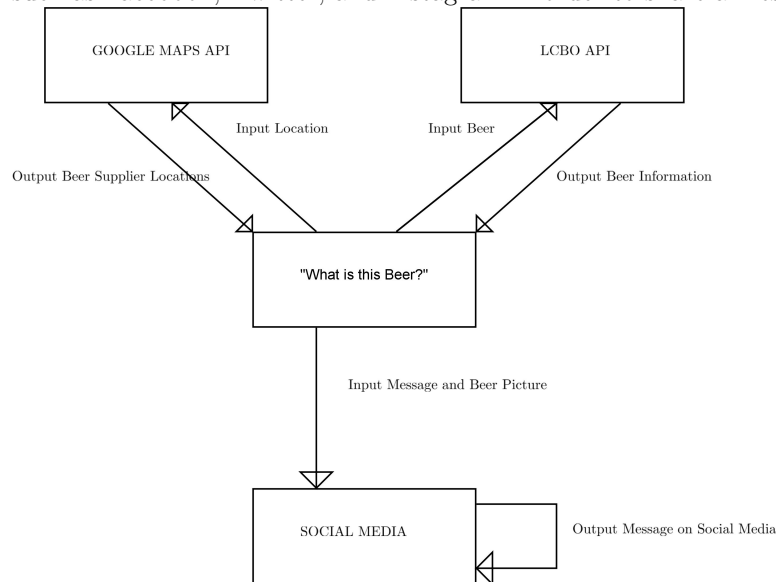 GOOGLE MAPS API
LCBO API
Input Location
Input Beer
Output Beer Supplier Locations
Output Beer Information
"What is this Beer?"
Input Message and Beer Picture
SOCIAL MEDIA
Output Message on Social Media